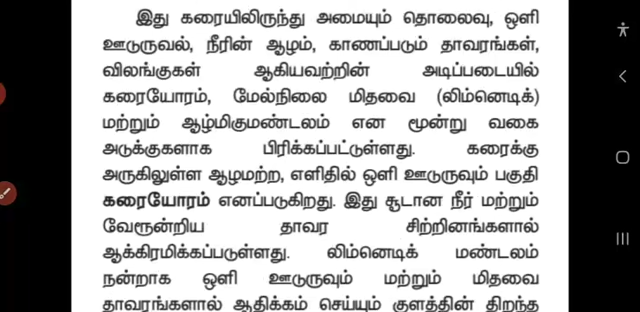 இது கரையிலிருந்து அமையும் தொலைவு, ஒளி
ஊடுருவல், நீரின் ஆழம், காணப்படும் தாவரங்கள்,
விலங்குகள் ஆகியவற்றின் அடிப்படையில்
கரையோரம், மேல்நிலை மிதவை (லிம்னெடிக்)
மற்றும் ஆழ்மிகுமண்டலம் என மூன்று வகை
அடுக்குகளாக பிரிக்கப்பட்டுள்ளது. கரைக்கு
அருகிலுள்ள ஆழமற்ற, எளிதில் ஒளி ஊடுருவும் பகுதி
கரையோரம் எனப்படுகிறது. இது சூடான நீர் மற்றும்
வேரூன்றிய தாவர சிற்றினங்களால்
ஆக்கிரமிக்கப்படுள்ளது. லிம்னெடிக் மண்டலம்
நன்றாக ஒளி ஊடுருவும் மற்றும் மிதவை
தாவரங்களால் ஆதிக்கம் செய்யும் குளத்தின் திறந்த